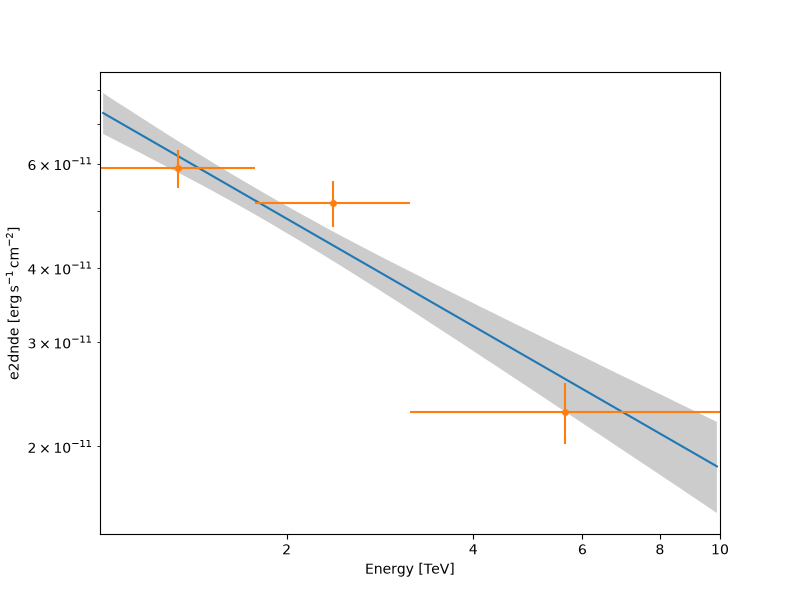 e2dnde [erg s⁻¹ cm⁻²]
6 × 10⁻¹¹
4 × 10⁻¹¹
3 × 10⁻¹¹
2 × 10⁻¹¹
2 4 6 8 10
Energy [TeV]